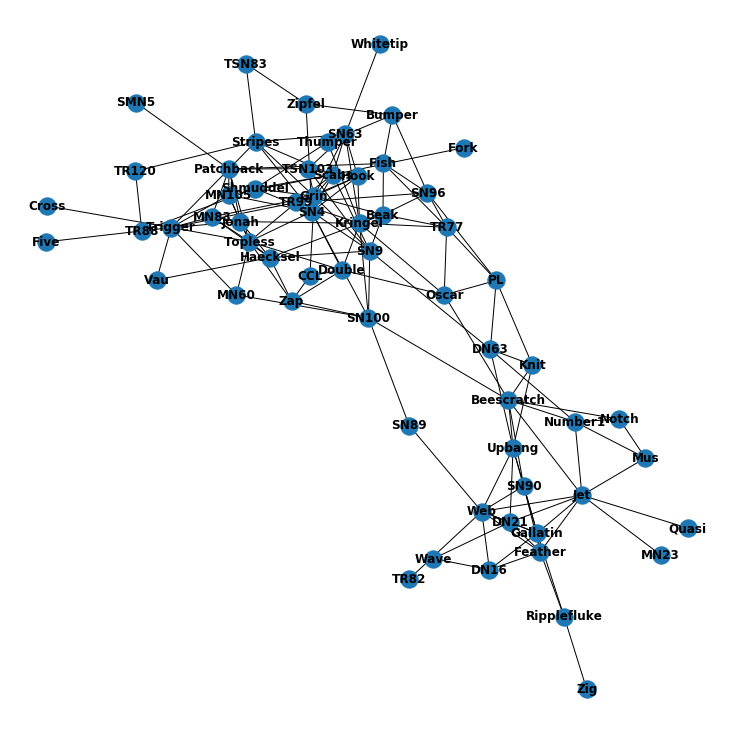 Whitetip
TSN83
SMN5
Zipfel
Bumper
SN63
Stripes
Thumper
Fork
Fish
TSN103
Patchback
TR120
Scabs
Hook
Shmuddel
MN105
SN96
Grin
TR99
Cross
SN4
MN83
Beak
Jonah
Kringel
TR77
Trigger
TR88
Five
Topless
SN9
Haecksel
Double
CCL
Vau
PL
MN60
Oscar
Zap
SN100
DN63
Knit
Beescratch
Notch
Number1
SN89
Upbang
Mus
SN90
Jet
Web
DN21
Quasi
Gallatin
Feather
MN23
Wave
DN16
TR82
Ripplefluke
Zig